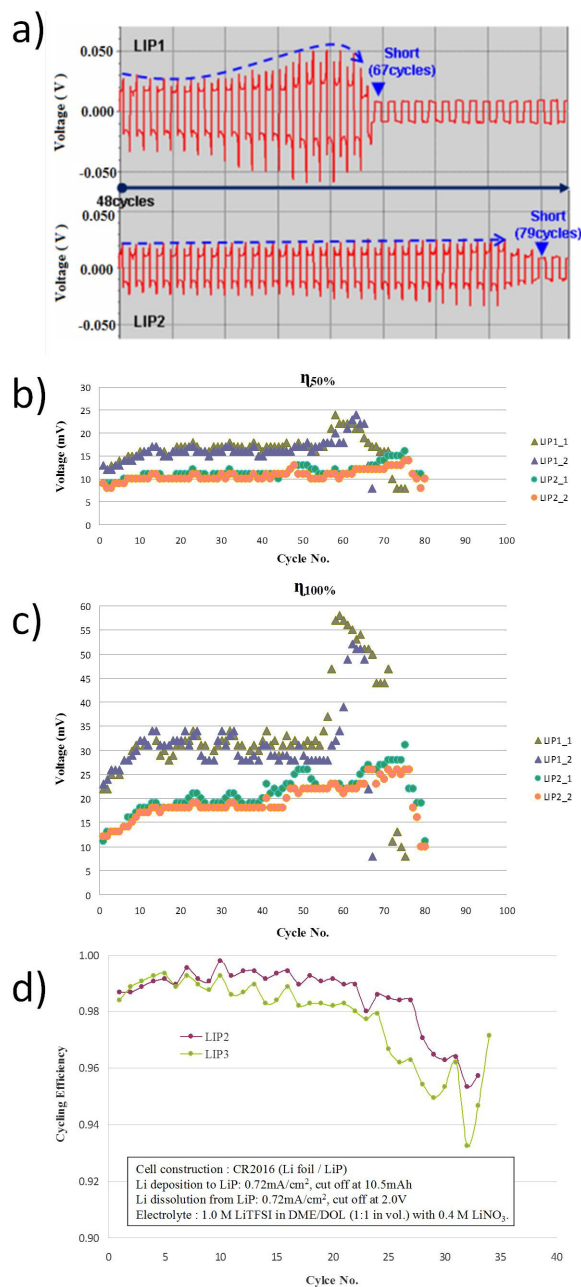 a)
LIP1
0.050
0.000
-0.050
Voltage ( V )
Short
(67cycles)
48cycles
0.050
0.000
-0.050
Voltage ( V )
Short
(79cycles)
LIP2
b)
η50%
30
25
20
15
10
5
0
Voltage (mV)
0 10 20 30 40 50 60 70 80 90 100
Cycle No.
LIP1_1
LIP1_2
LIP2_1
LIP2_2
c)
η100%
60
55
50
45
40
35
30
25
20
15
10
5
0
Voltage (mV)
0 10 20 30 40 50 60 70 80 90 100
Cycle No.
LIP1_1
LIP1_2
LIP2_1
LIP2_2
d)
1.00
0.98
0.96
0.94
0.92
0.90
Cycling Efficiency
LIP2
LIP3
Cell construction : CR2016 (Li foil / LiP)
Li deposition to LiP: 0.72mA/cm², cut off at 10.5mAh
Li dissolution from LiP: 0.72mA/cm², cut off at 2.0V
Electrolyte : 1.0 M LiTFSI in DME/DOL (1:1 in vol.) with 0.4 M LiNO₃.
0 5 10 15 20 25 30 35 40
Cylce No.